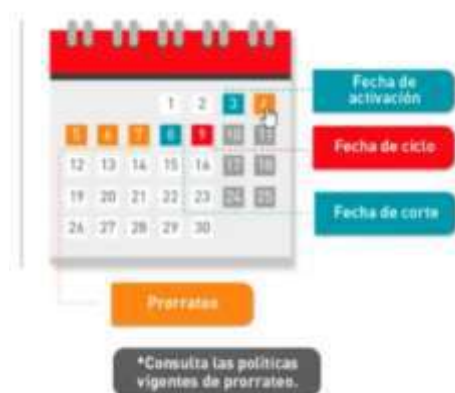 Fecha de
activación
1 2 3 4
5 6 7 8 9 10 11
Fecha de ciclo
12 13 14 15 16 17 18
19 20 21 22 23 24 25
Fecha de corte
26 27 28 29 30
Prorrateo
*Consulta las políticas
vigentes de prorrateo.